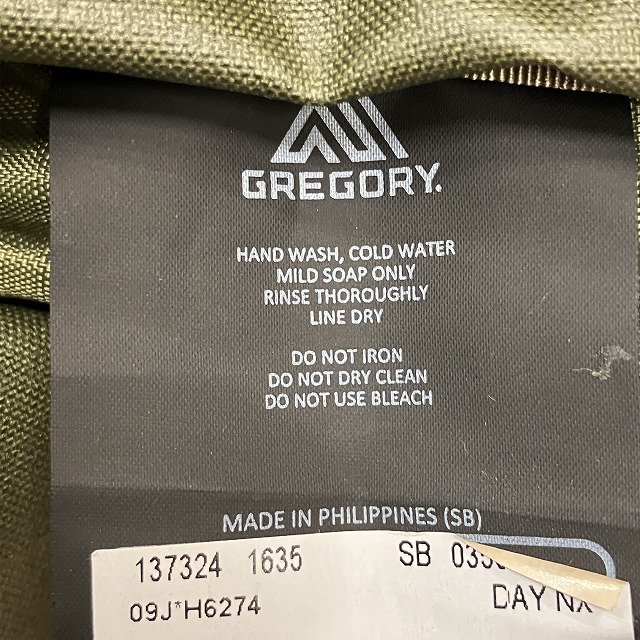 GREGORY.
HAND WASH, COLD WATER
MILD SOAP ONLY
RINSE THOROUGHLY
LINE DRY
DO NOT IRON
DO NOT DRY CLEAN
DO NOT USE BLEACH
MADE IN PHILIPPINES (SB)
137324 1635 SB
09J*H6274 DAY NX